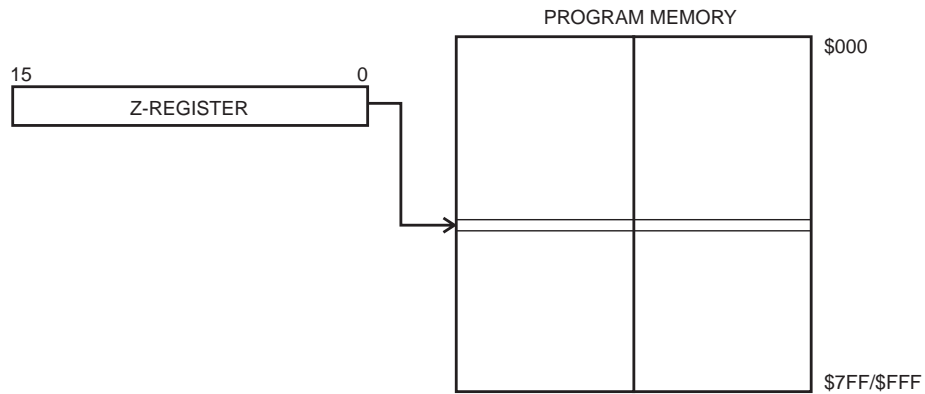 PROGRAM MEMORY
$000
15 0
Z-REGISTER
$7FF/$FFF